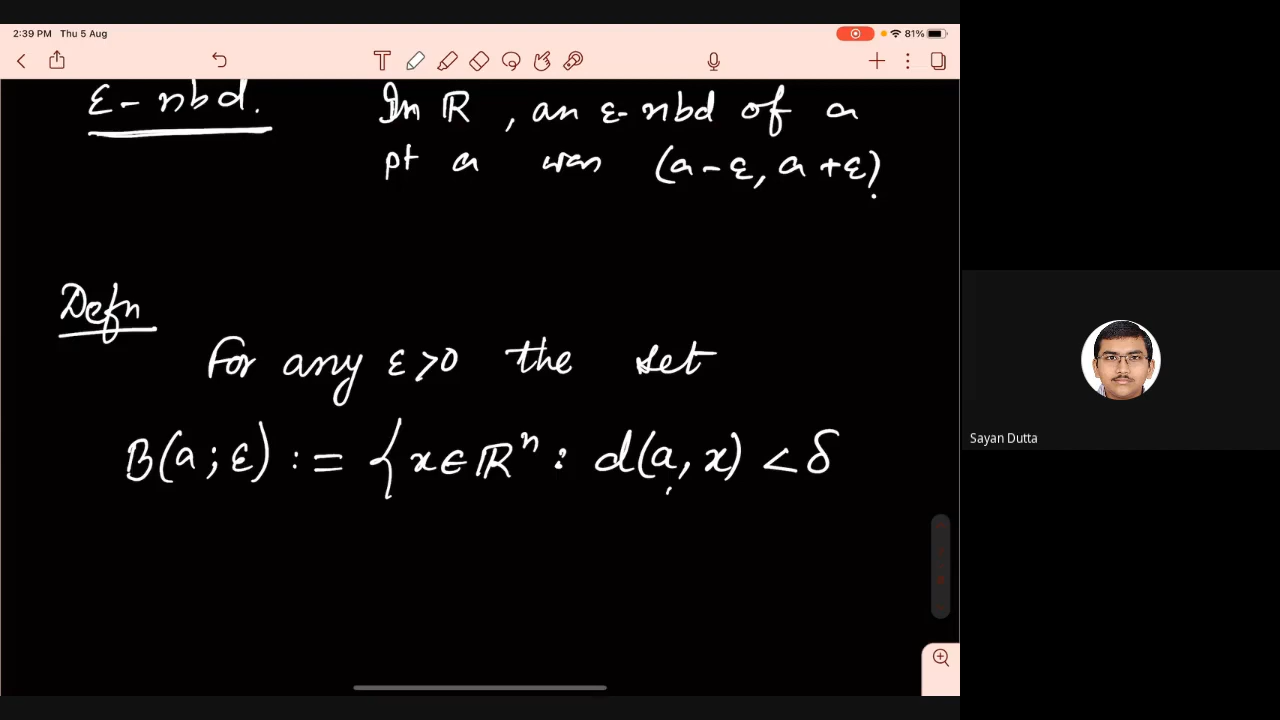 2:39 PM Thu 5 Aug
81%
ε-nbd.
In ℝ, an ε-nbd of a
pt a was (a-ε, a+ε).
Defn
For any ε>0 the set
B(a;ε) := {x∈ℝⁿ : d(a,x) <δ
Sayan Dutta